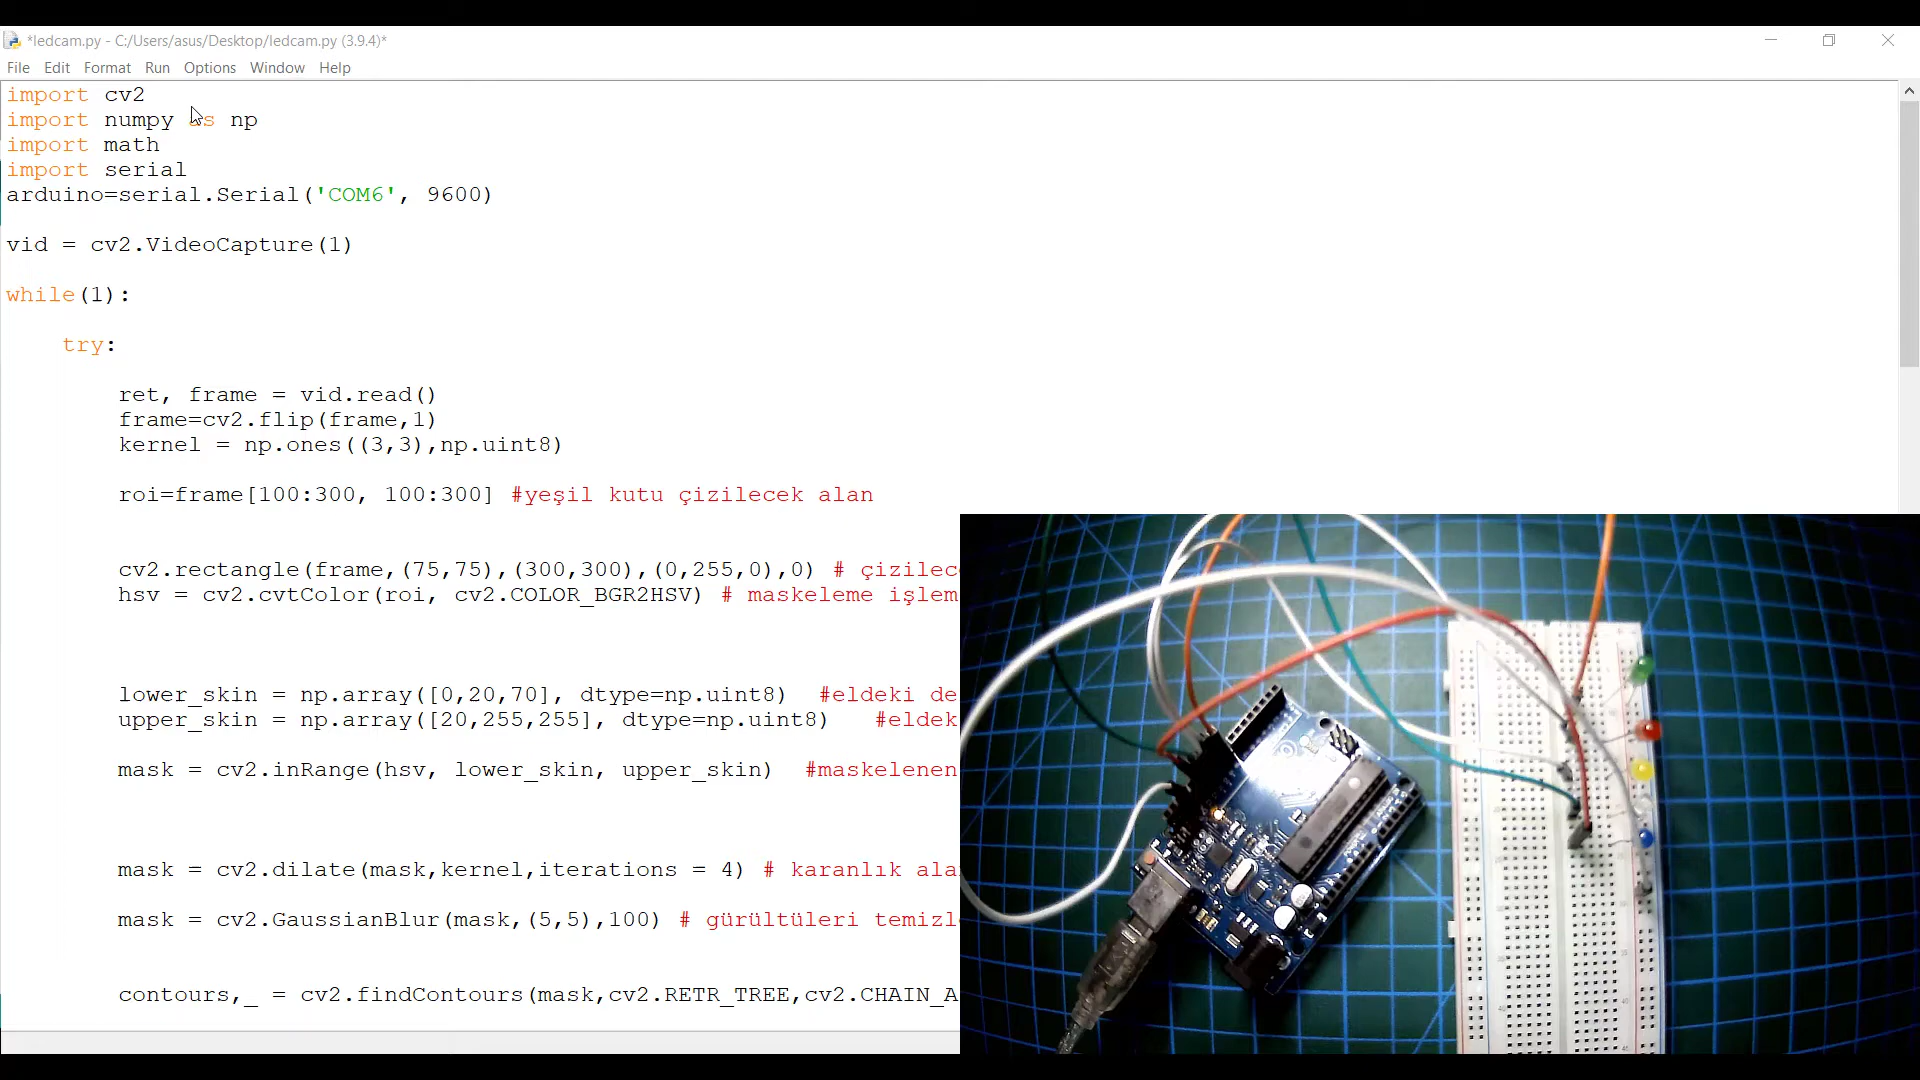 *ledcam.py - C:/Users/asus/Desktop/ledcam.py (3.9.4)*
File Edit Format Run Options Window Help
import cv2
import numpy as np
import math
import serial
arduino=serial.Serial('COM6', 9600)
vid = cv2.VideoCapture(1)
while(1):
try:
ret, frame = vid.read()
frame=cv2.flip(frame,1)
kernel = np.ones((3,3),np.uint8)
roi=frame[100:300, 100:300] #yeşil kutu çizilecek alan
cv2.rectangle(frame,(75,75),(300,300),(0,255,0),0) # çizilec
hsv = cv2.cvtColor(roi, cv2.COLOR_BGR2HSV) # maskeleme işlem
lower_skin = np.array([0,20,70], dtype=np.uint8) #eldeki de
upper_skin = np.array([20,255,255], dtype=np.uint8) #eldek
mask = cv2.inRange(hsv, lower_skin, upper_skin) #maskelenen
mask = cv2.dilate(mask,kernel,iterations = 4) # karanlık ala
mask = cv2.GaussianBlur(mask,(5,5),100) # gürültüleri temizl
contours,_ = cv2.findContours(mask,cv2.RETR_TREE,cv2.CHAIN_A